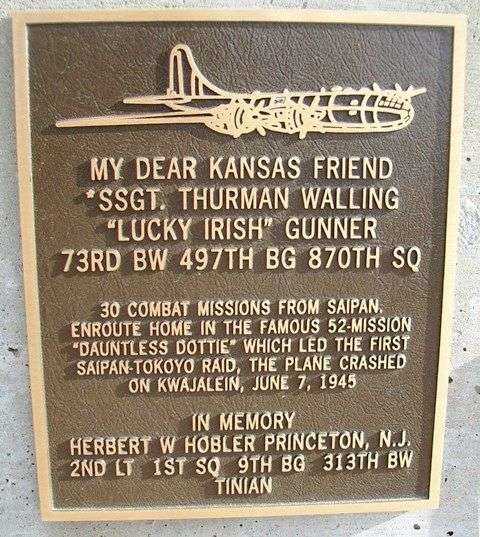 MY DEAR KANSAS FRIEND
*SSGT. THURMAN WALLING
"LUCKY IRISH" GUNNER
73RD BW 497TH BG 870TH SQ
30 COMBAT MISSIONS FROM SAIPAN.
ENROUTE HOME IN THE FAMOUS 52-MISSION
"DAUNTLESS DOTTIE" WHICH LED THE FIRST
SAIPAN-TOKOYO RAID, THE PLANE CRASHED
ON KWAJALEIN, JUNE 7, 1945
IN MEMORY
HERBERT W HOBLER PRINCETON, N.J.
2ND LT 1ST SQ 9TH BG 313TH BW
TINIAN